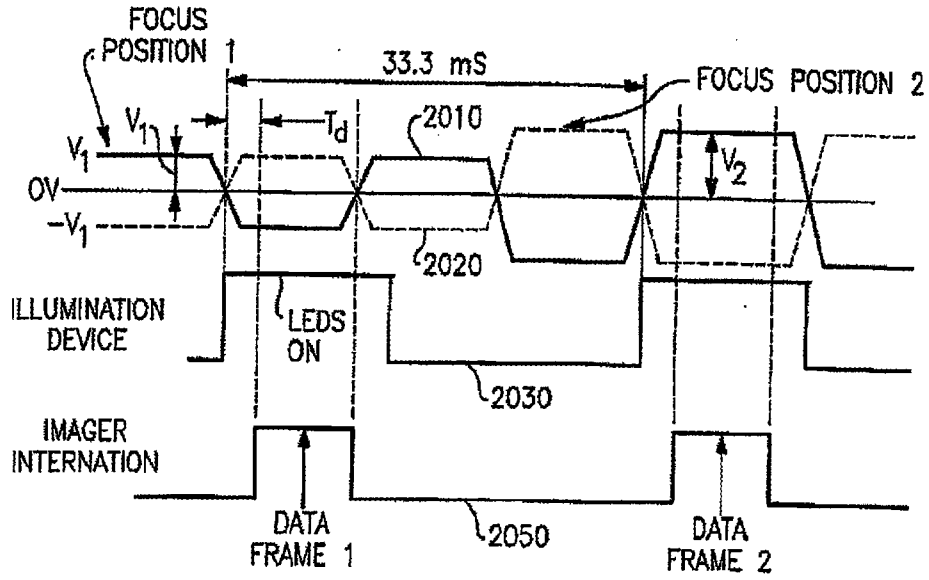 FOCUS
POSITION 1
33.3 mS
FOCUS POSITION 2
V1
Td
2010
V1
V2
0V
-V1
2020
ILLUMINATION
DEVICE
LEDS
ON
2030
IMAGER
INTERNATION
DATA
FRAME 1
2050
DATA
FRAME 2